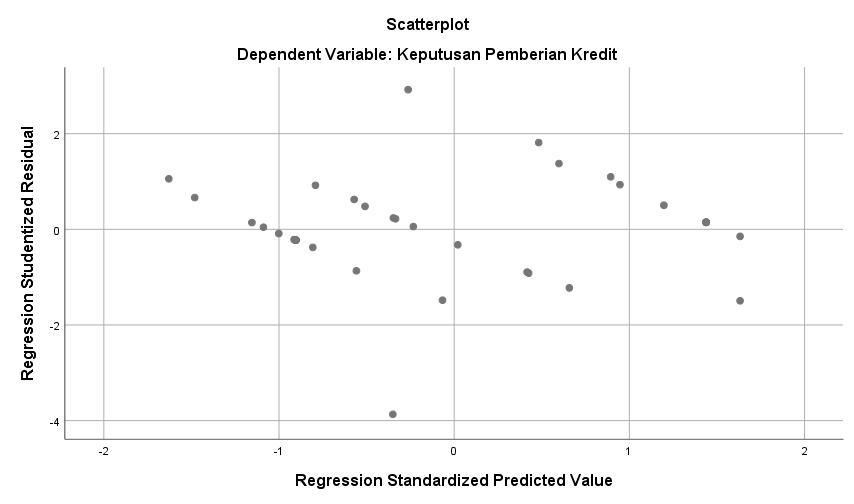 Scatterplot
Dependent Variable: Keputusan Pemberian Kredit
Regression Studentized Residual
2
0
-2
-4
-2
-1
0
1
2
Regression Standardized Predicted Value